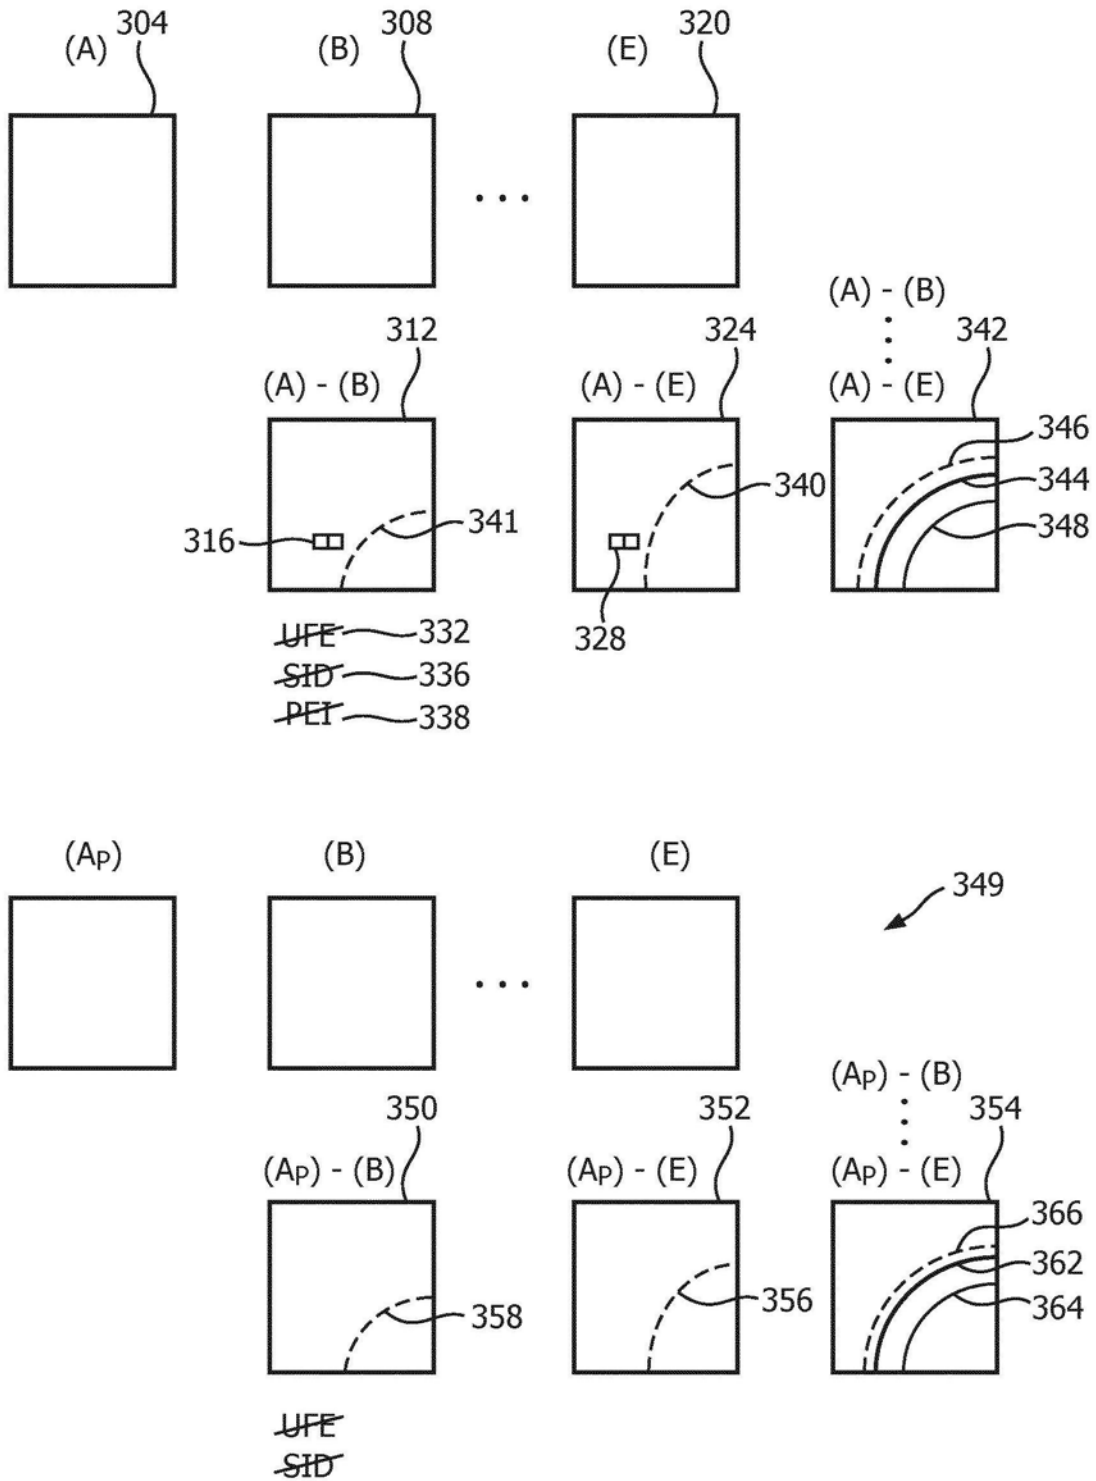 (A) 304 (B) 308 (E) 320
...
(A) - (B)
312 324 342
(A) - (B) (A) - (E) (A) - (E)
346
344
340
341 348
316
328
UFE 332
SID 336
PEI 338
(AP) (B) (E)
349
...
(AP) - (B)
350 352 354
(AP) - (B) (AP) - (E) (AP) - (E)
366
362
356 364
358
UFE
SID